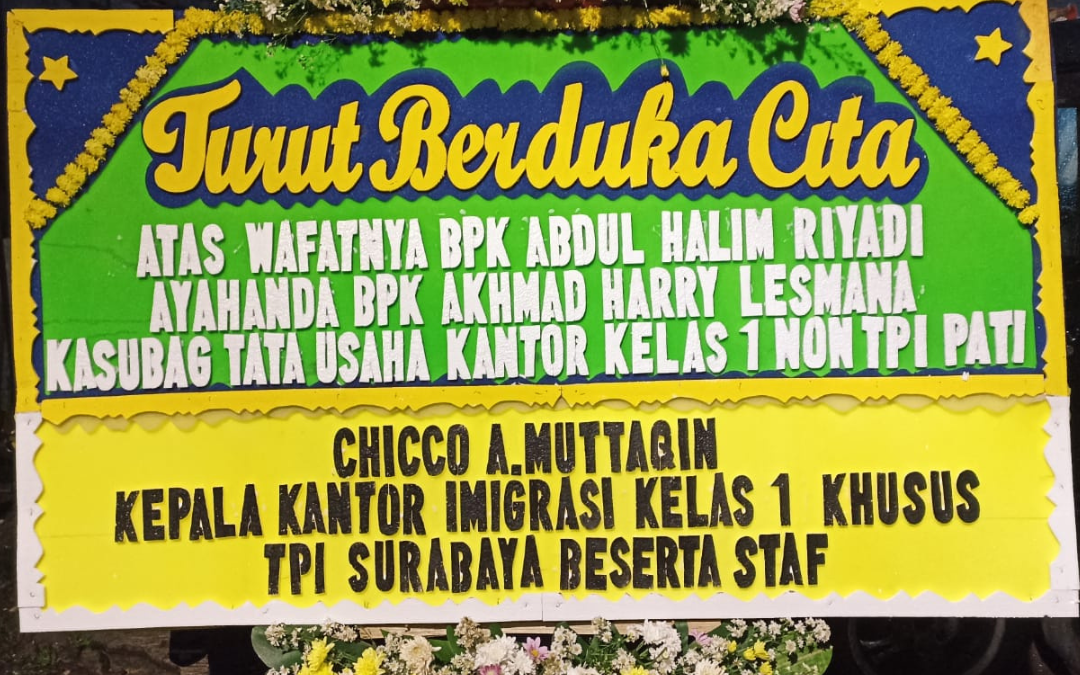 Turut Berduka Cita
ATAS WAFATNYA BPK ABDUL HALIM RIYADI
AYAHANDA BPK AKHMAD HARRY LESMANA
KASUBAG TATA USAHA KANTOR KELAS 1 NON TPI PATI
CHICCO A.MUTTAQIN
KEPALA KANTOR IMIGRASI KELAS 1 KHUSUS
TPI SURABAYA BESERTA STAF